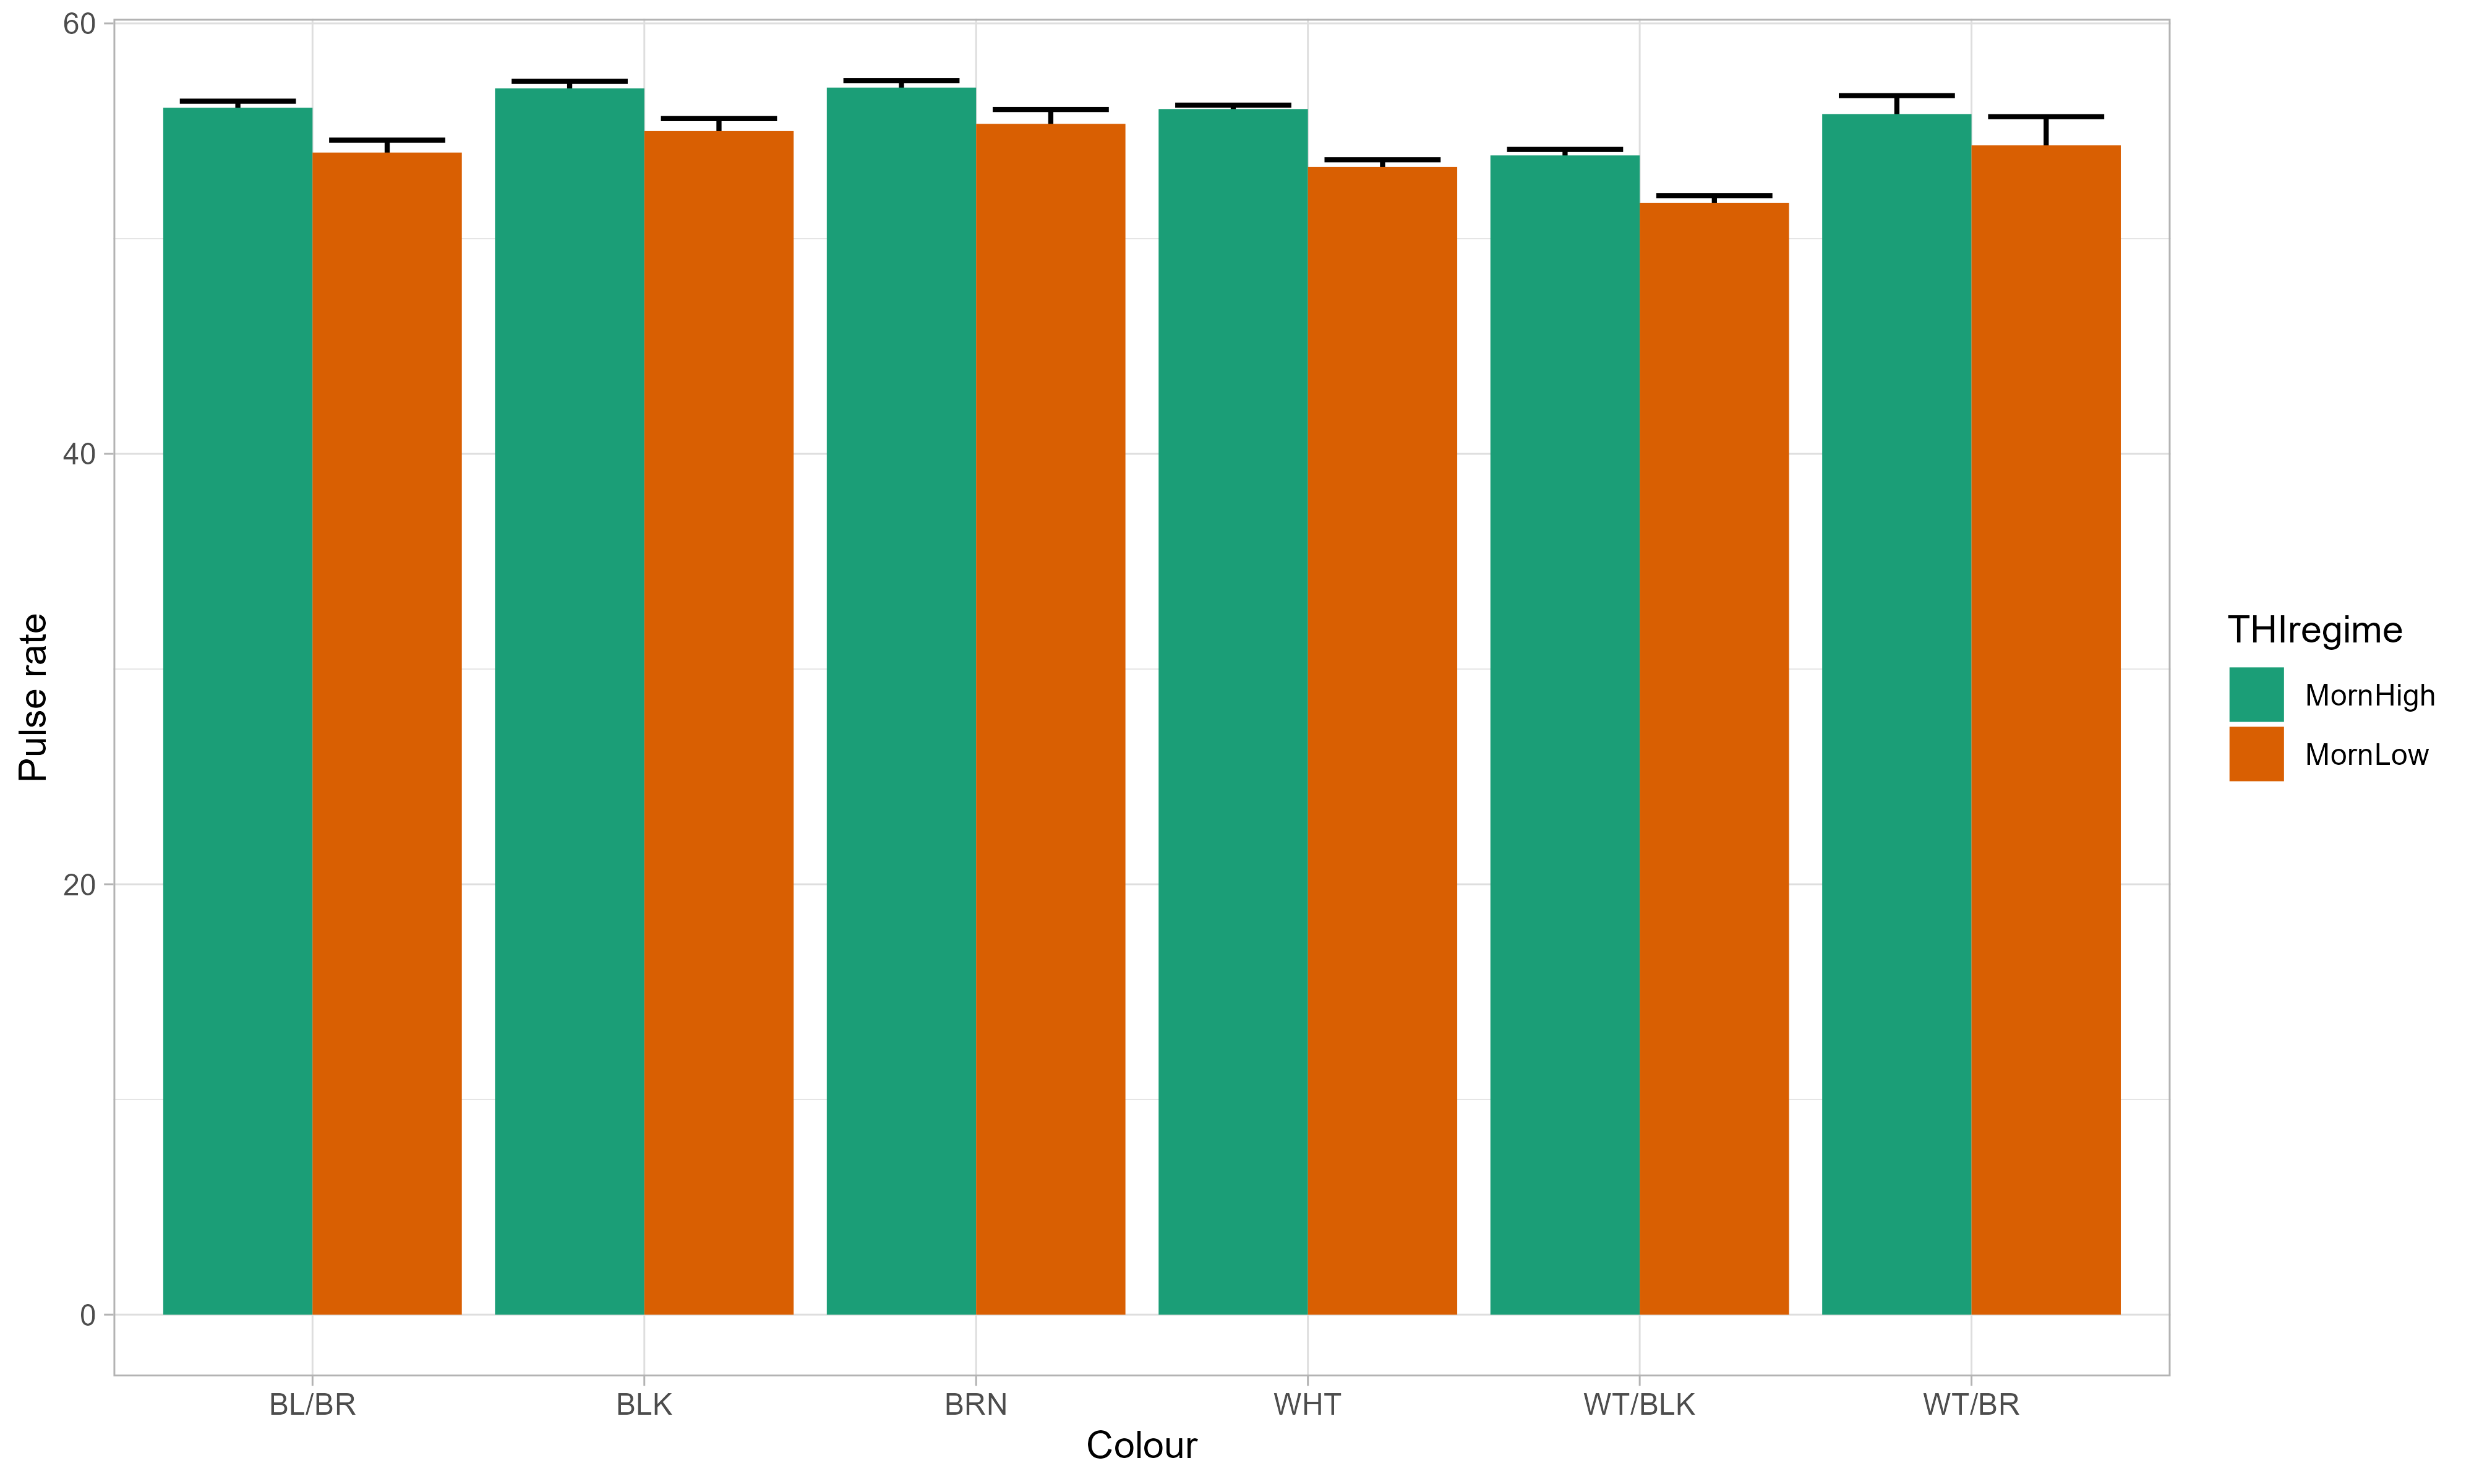 60
40
20
0
Pulse rate
BL/BR BLK BRN WHT WT/BLK WT/BR
Colour
THIregime
MornHigh
MornLow